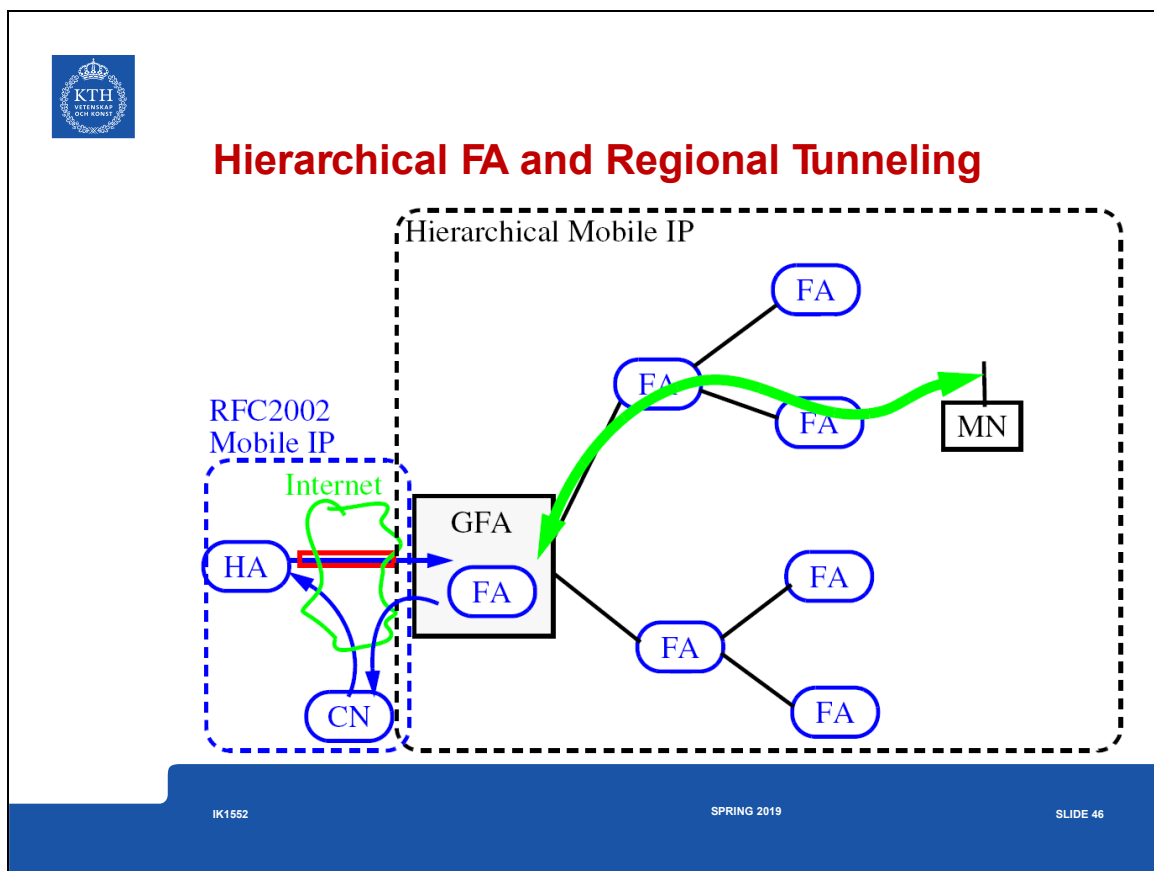 KTH
VETENSKAP
OCH KONST
Hierarchical FA and Regional Tunneling
Hierarchical Mobile IP
FA
FA
RFC2002
Mobile IP
FA
MN
Internet
GFA
HA
FA
FA
FA
CN
FA
IK1552
SPRING 2019
SLIDE 46